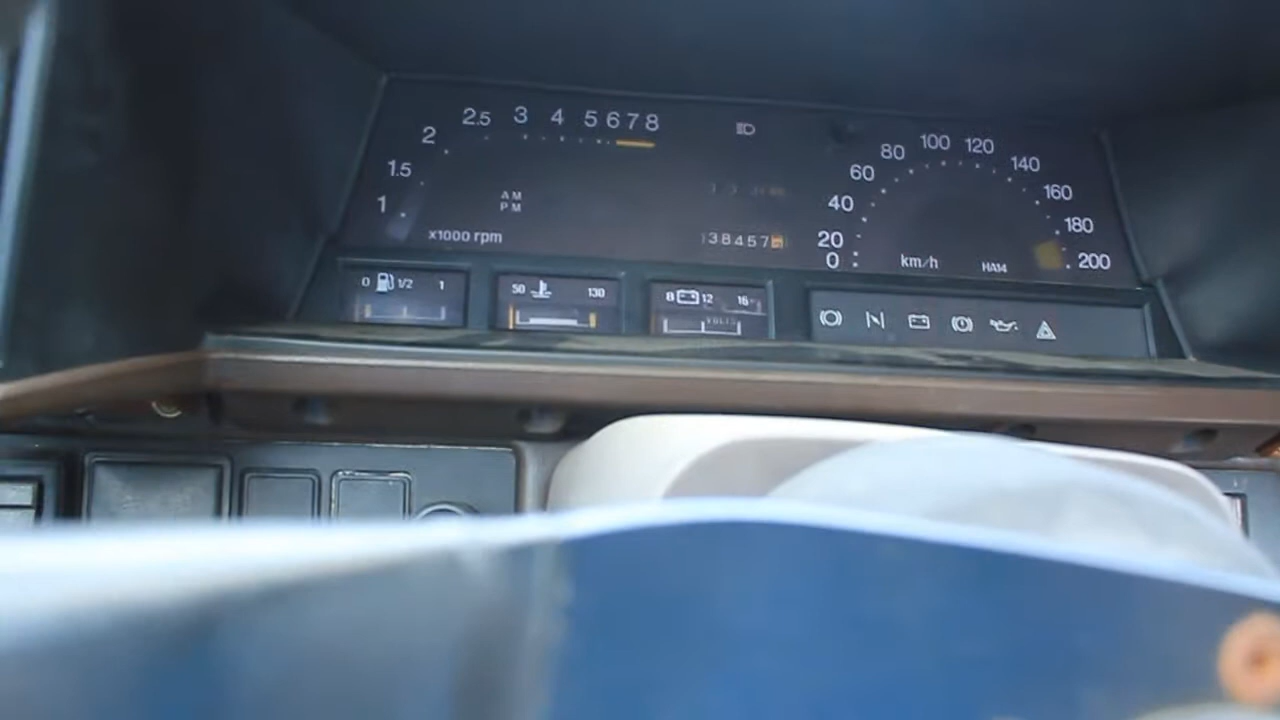 1 1.5 2 2.5 3 4 5 6 7 8
AM
PM
x1000 rpm
38457
0 20 40 60 80 100 120 140 160 180 200
km/h
HA14
0 1/2 1
50 130
8 12 16
VOLTS